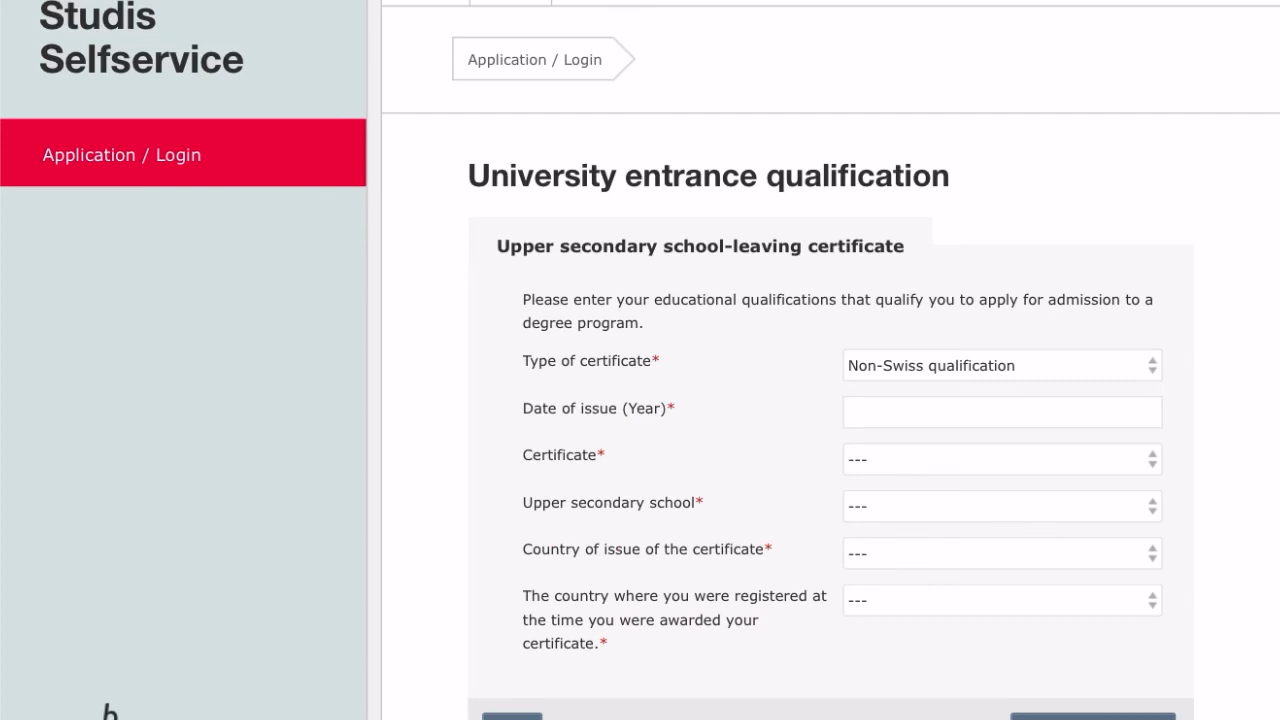 Studis
Selfservice
Application / Login
Application / Login
University entrance qualification
Upper secondary school-leaving certificate
Please enter your educational qualifications that qualify you to apply for admission to a
degree program.
Type of certificate* Non-Swiss qualification
Date of issue (Year)*
Certificate* ---
Upper secondary school* ---
Country of issue of the certificate* ---
The country where you were registered at ---
the time you were awarded your
certificate.*
b